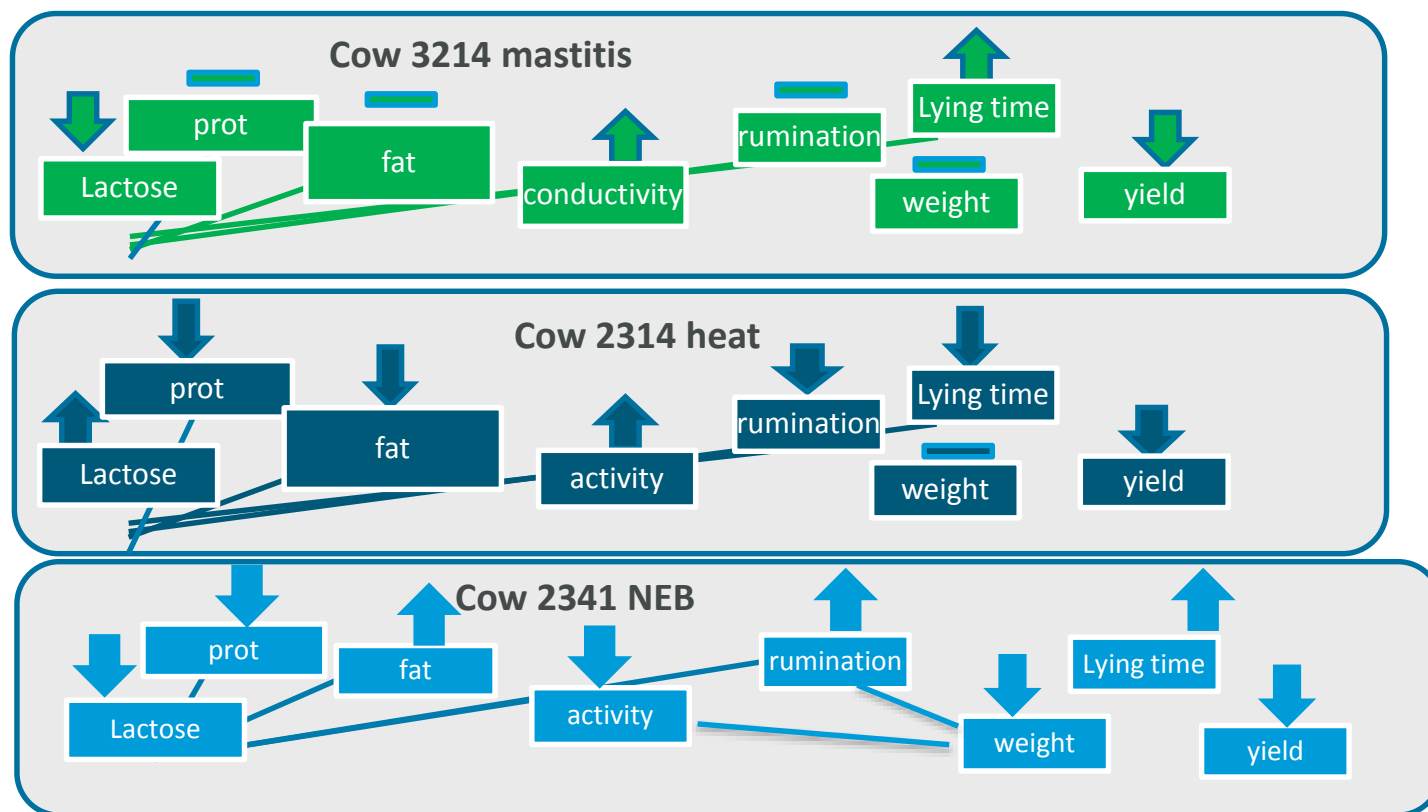 Cow 3214 mastitis
Lying time
prot
rumination
fat
Lactose
conductivity
weight
yield
Cow 2314 heat
prot
Lying time
rumination
fat
Lactose
activity
weight
yield
Cow 2341 NEB
prot
fat
rumination
Lying time
Lactose
activity
weight
yield